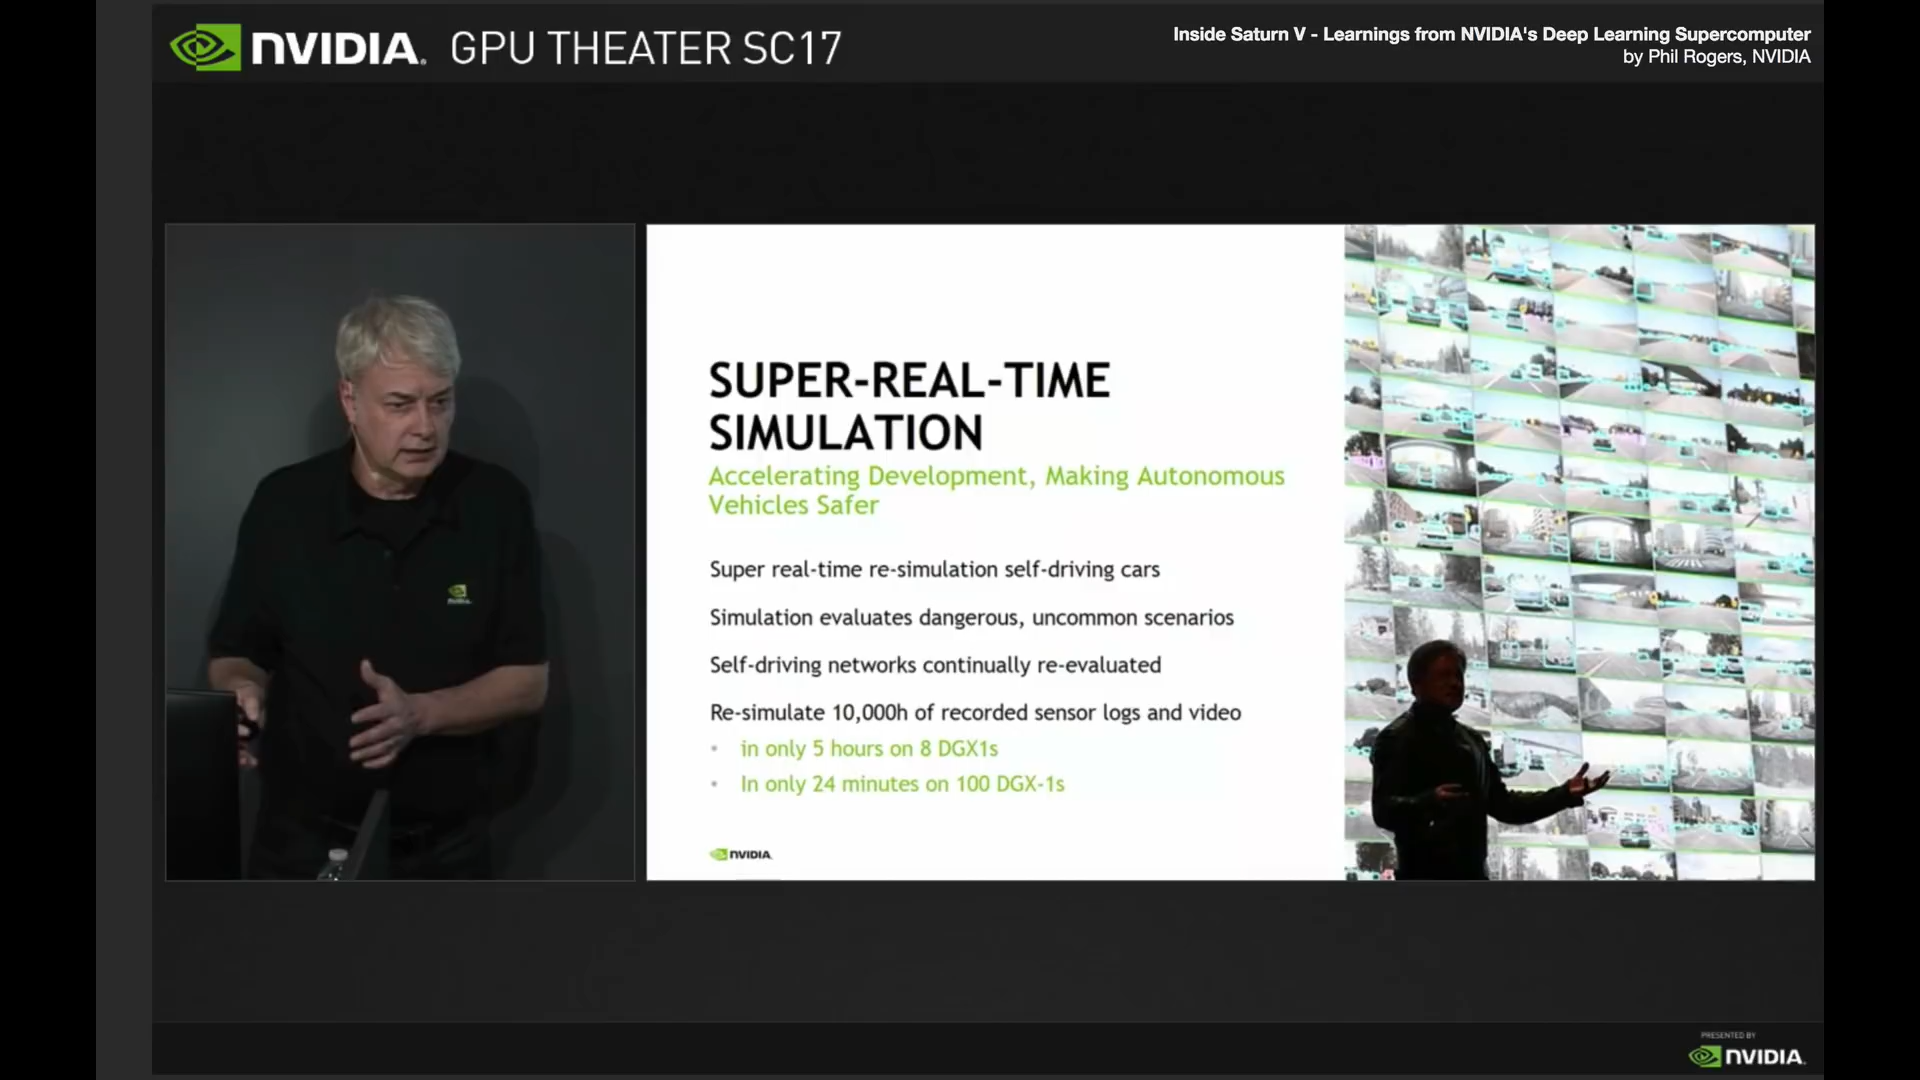 NVIDIA. GPU THEATER SC17
Inside Saturn V - Learnings from NVIDIA's Deep Learning Supercomputer
by Phil Rogers, NVIDIA
SUPER-REAL-TIME
SIMULATION
Accelerating Development, Making Autonomous
Vehicles Safer
Super real-time re-simulation self-driving cars
Simulation evaluates dangerous, uncommon scenarios
Self-driving networks continually re-evaluated
Re-simulate 10,000h of recorded sensor logs and video
• in only 5 hours on 8 DGX1s
• In only 24 minutes on 100 DGX-1s
NVIDIA.
NVIDIA.
PRESENTED BY
NVIDIA.